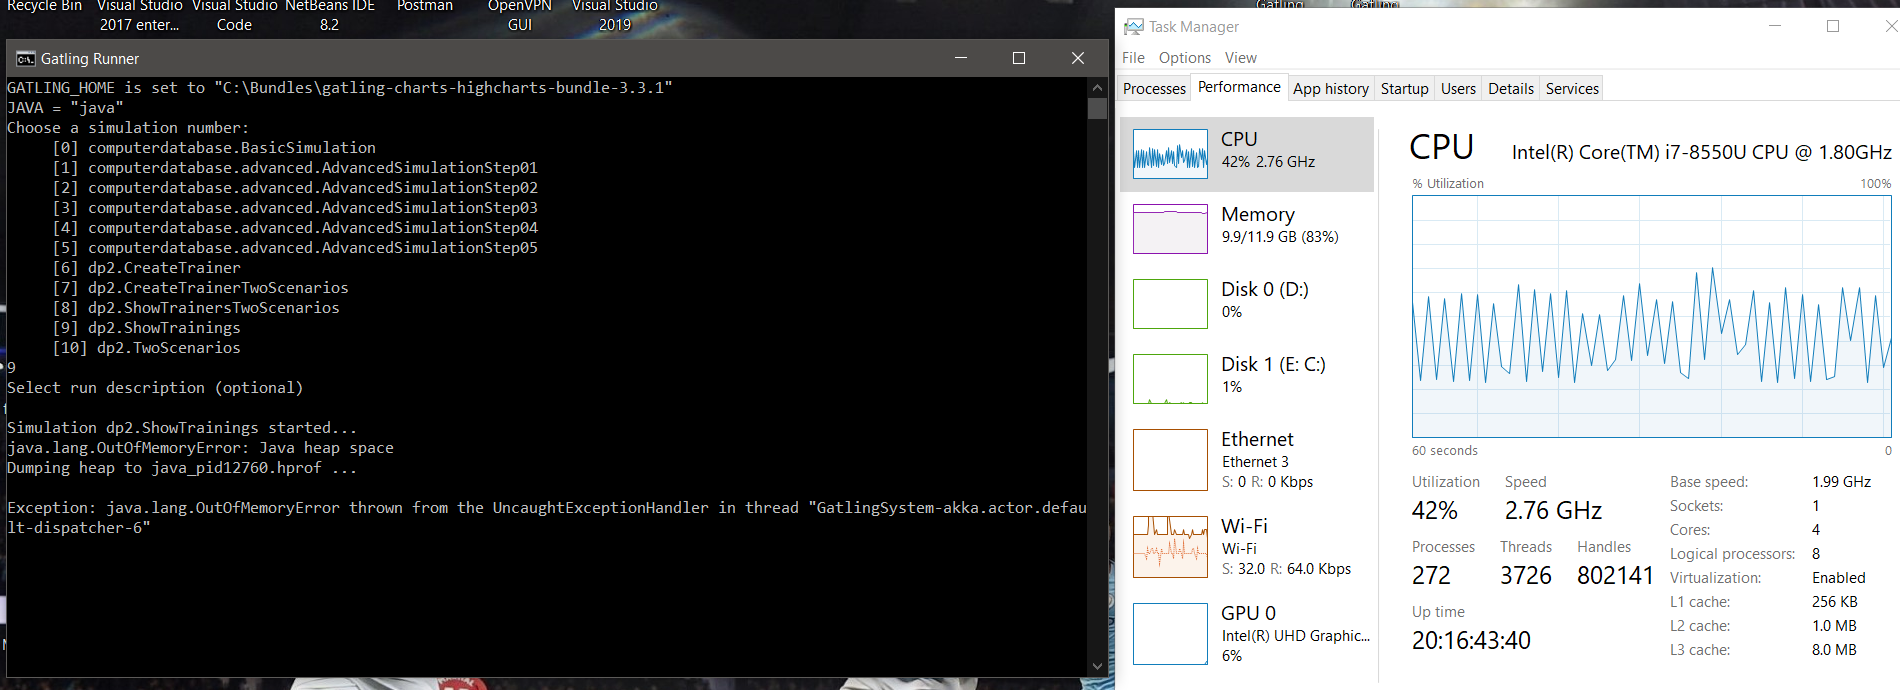 Recycle Bin
Visual Studio
2017 enter...
Visual Studio
Code
NetBeans IDE
8.2
Postman
OpenVPN
GUI
Visual Studio
2019
Gatling
Gatling
Gatling Runner
GATLING_HOME is set to "C:\Bundles\gatling-charts-highcharts-bundle-3.3.1"
JAVA = "java"
Choose a simulation number:
[0] computerdatabase.BasicSimulation
[1] computerdatabase.advanced.AdvancedSimulationStep01
[2] computerdatabase.advanced.AdvancedSimulationStep02
[3] computerdatabase.advanced.AdvancedSimulationStep03
[4] computerdatabase.advanced.AdvancedSimulationStep04
[5] computerdatabase.advanced.AdvancedSimulationStep05
[6] dp2.CreateTrainer
[7] dp2.CreateTrainerTwoScenarios
[8] dp2.ShowTrainersTwoScenarios
[9] dp2.ShowTrainings
[10] dp2.TwoScenarios
9
Select run description (optional)
Simulation dp2.ShowTrainings started...
java.lang.OutOfMemoryError: Java heap space
Dumping heap to java_pid12760.hprof ...
Exception: java.lang.OutOfMemoryError thrown from the UncaughtExceptionHandler in thread "GatlingSystem-akka.actor.defau
lt-dispatcher-6"
Task Manager
File Options View
Processes Performance App history Startup Users Details Services
CPU
42% 2.76 GHz
Memory
9.9/11.9 GB (83%)
Disk 0 (D:)
0%
Disk 1 (E: C:)
1%
Ethernet
Ethernet 3
S: 0 R: 0 Kbps
Wi-Fi
Wi-Fi
S: 32.0 R: 64.0 Kbps
GPU 0
Intel(R) UHD Graphic...
6%
CPU Intel(R) Core(TM) i7-8550U CPU @ 1.80GHz
% Utilization 100%
60 seconds 0
Utilization Speed
42% 2.76 GHz
Processes Threads Handles
272 3726 802141
Up time
20:16:43:40
Base speed: 1.99 GHz
Sockets: 1
Cores: 4
Logical processors: 8
Virtualization: Enabled
L1 cache: 256 KB
L2 cache: 1.0 MB
L3 cache: 8.0 MB